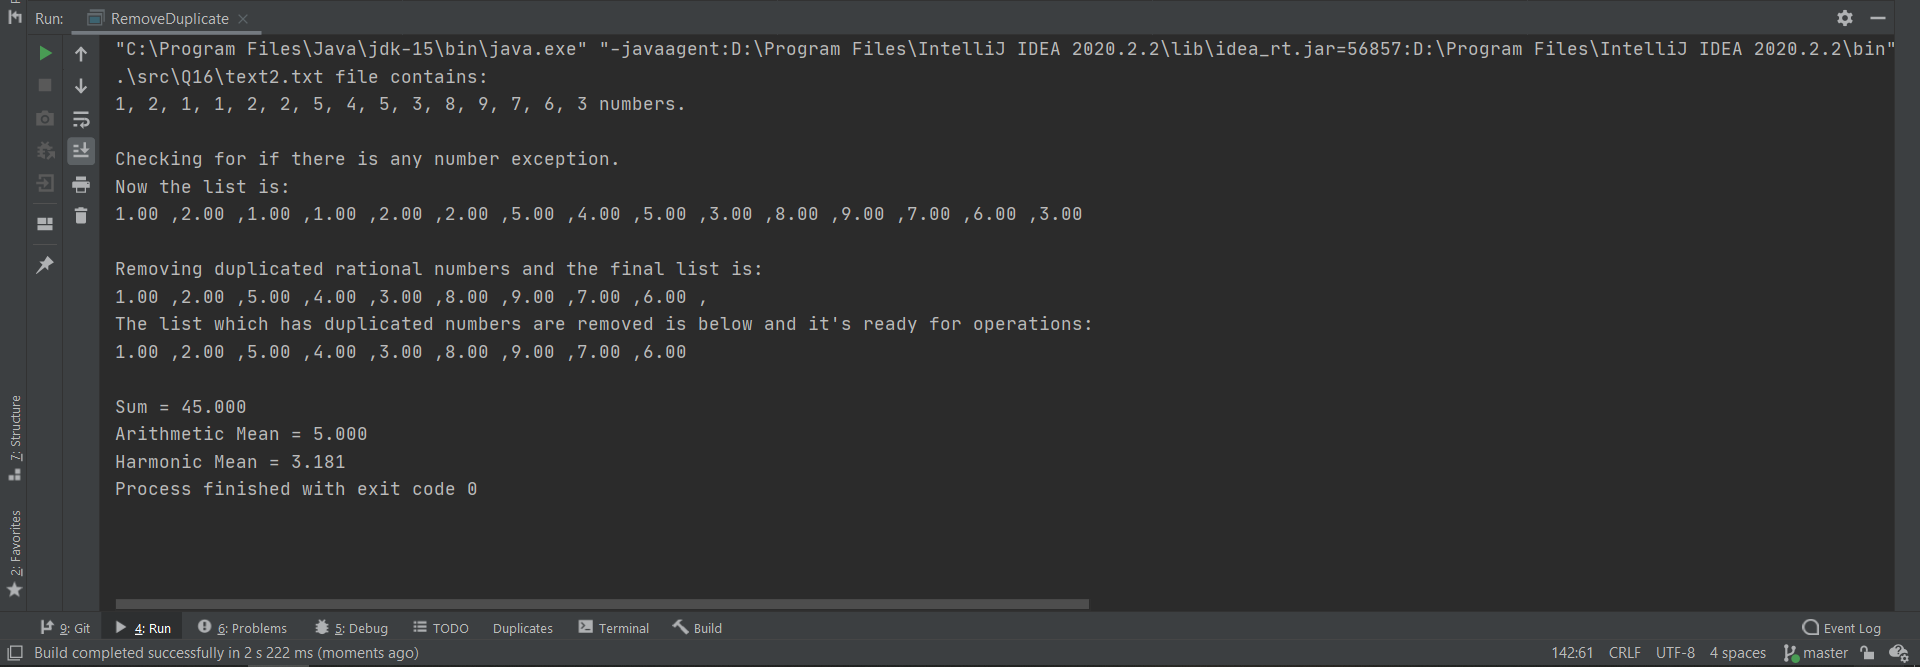 Run: RemoveDuplicate
"C:\Program Files\Java\jdk-15\bin\java.exe" "-javaagent:D:\Program Files\IntelliJ IDEA 2020.2.2\lib\idea_rt.jar=56857:D:\Program Files\IntelliJ IDEA 2020.2.2\bin"
.\src\Q16\text2.txt file contains:
1, 2, 1, 1, 2, 2, 5, 4, 5, 3, 8, 9, 7, 6, 3 numbers.
Checking for if there is any number exception.
Now the list is:
1.00 ,2.00 ,1.00 ,1.00 ,2.00 ,2.00 ,5.00 ,4.00 ,5.00 ,3.00 ,8.00 ,9.00 ,7.00 ,6.00 ,3.00
Removing duplicated rational numbers and the final list is:
1.00 ,2.00 ,5.00 ,4.00 ,3.00 ,8.00 ,9.00 ,7.00 ,6.00 ,
The list which has duplicated numbers are removed is below and it's ready for operations:
1.00 ,2.00 ,5.00 ,4.00 ,3.00 ,8.00 ,9.00 ,7.00 ,6.00
Sum = 45.000
Arithmetic Mean = 5.000
Harmonic Mean = 3.181
Process finished with exit code 0
7: Structure
2: Favorites
9: Git 4: Run 6: Problems 5: Debug TODO Duplicates Terminal Build Event Log
Build completed successfully in 2 s 222 ms (moments ago) 142:61 CRLF UTF-8 4 spaces master